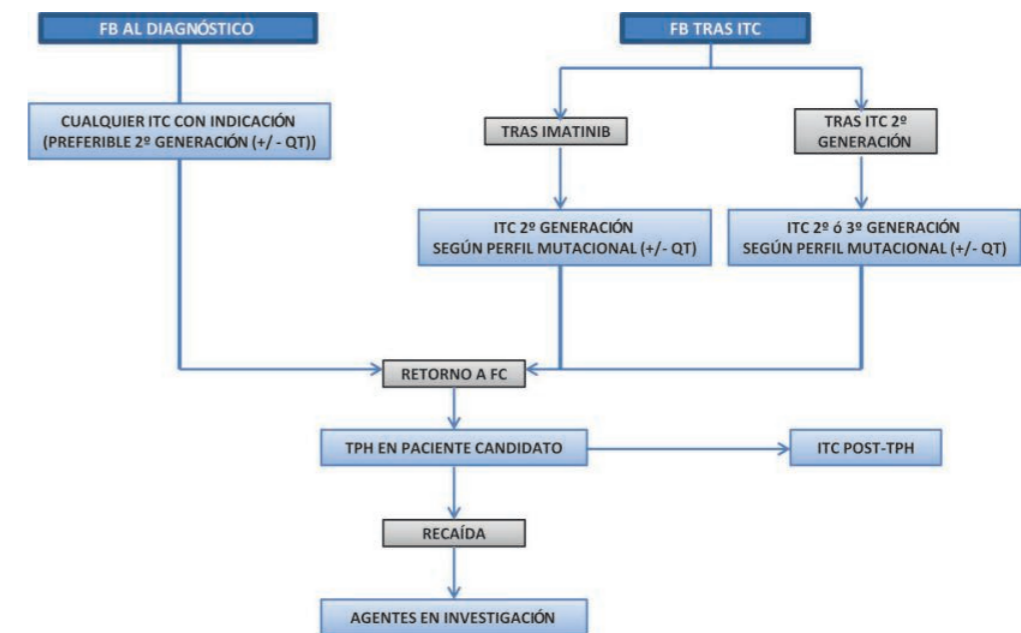 FB AL DIAGNÓSTICO
FB TRAS ITC
CUALQUIER ITC CON INDICACIÓN
(PREFERIBLE 2º GENERACIÓN (+/ - QT))
TRAS IMATINIB
TRAS ITC 2º
GENERACIÓN
ITC 2º GENERACIÓN
SEGÚN PERFIL MUTACIONAL (+/- QT)
ITC 2º ó 3º GENERACIÓN
SEGÚN PERFIL MUTACIONAL (+/- QT)
RETORNO A FC
TPH EN PACIENTE CANDIDATO
ITC POST-TPH
RECAÍDA
AGENTES EN INVESTIGACIÓN